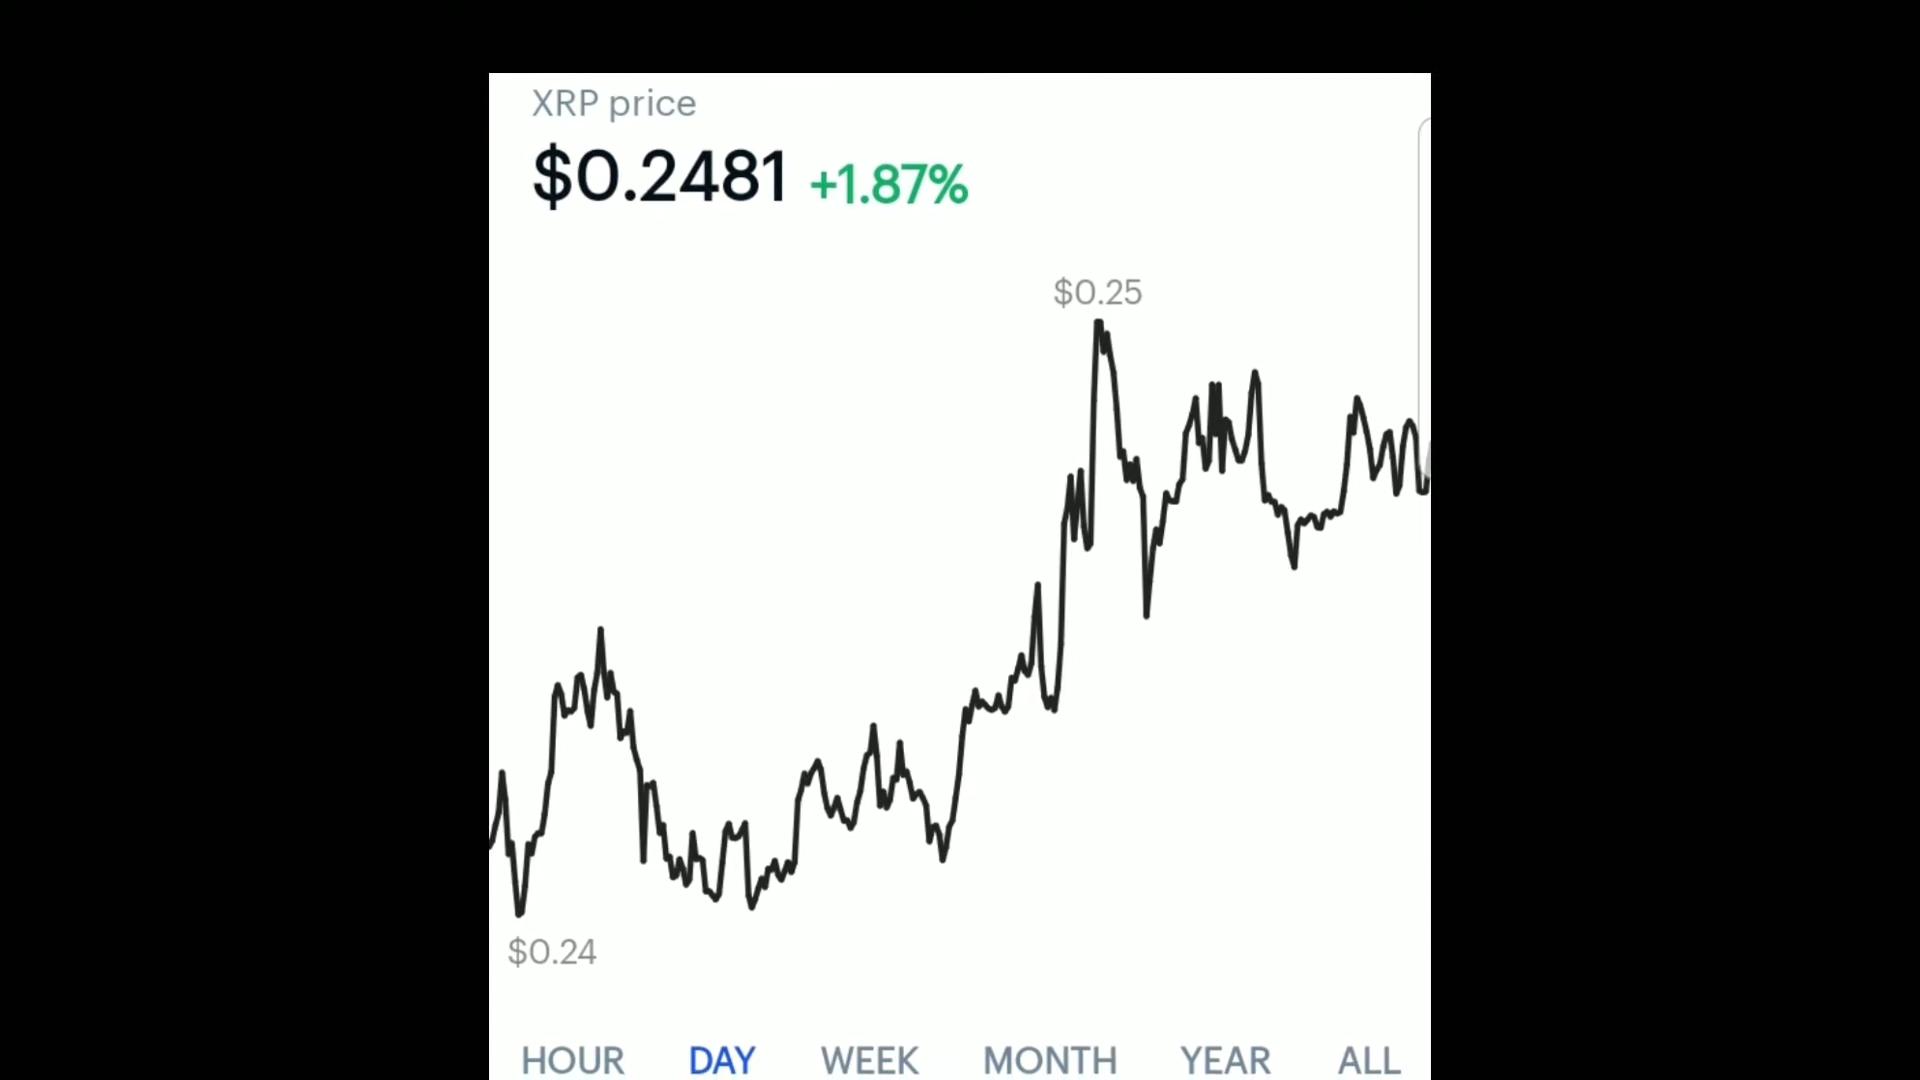 XRP price
$0.2481 +1.87%
$0.25
$0.24
HOUR DAY WEEK MONTH YEAR ALL